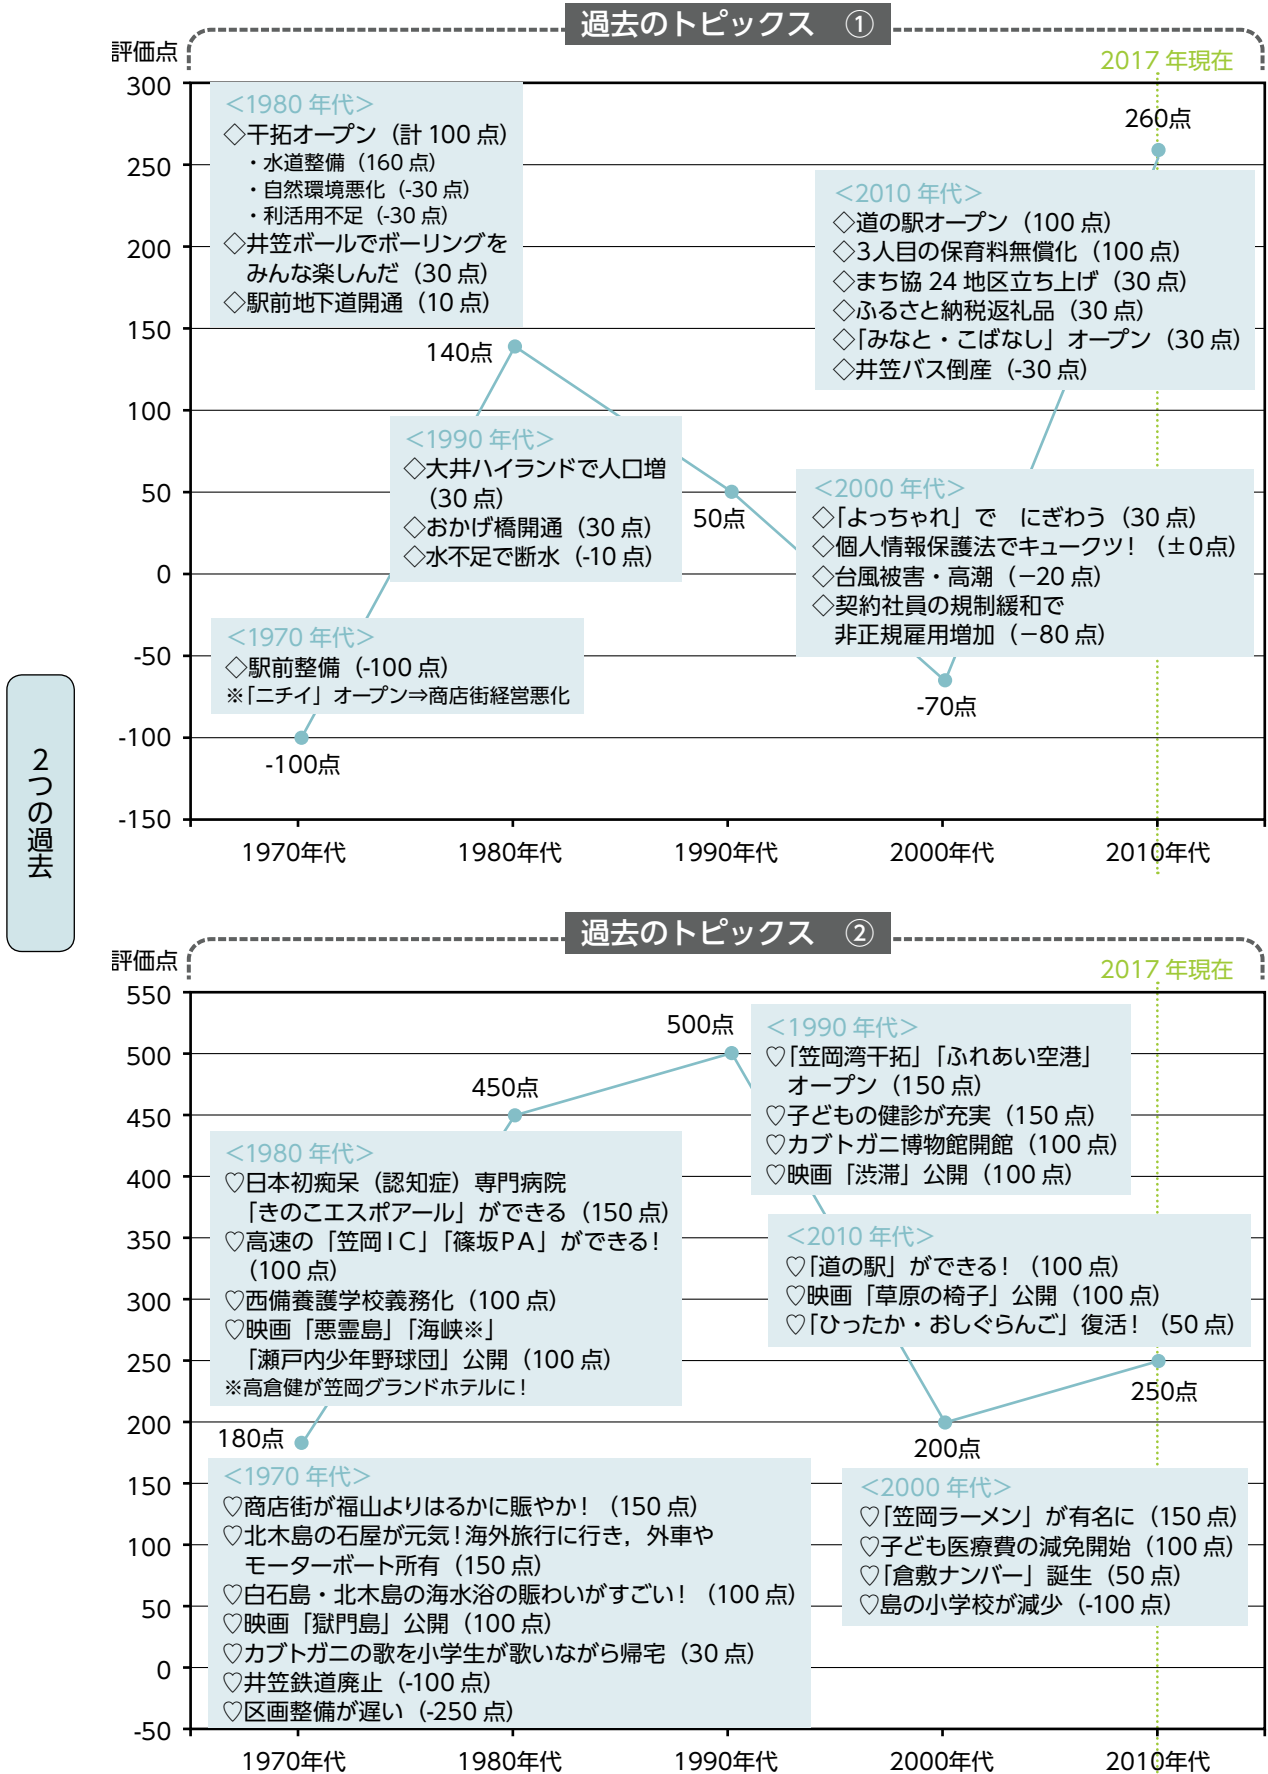 過去のトピックス ①
評価点
2017 年現在
300
250
200
150
100
50
0
-50
-100
-150
<1980 年代>
◇干拓オープン（計 100 点）
・水道整備（160 点）
・自然環境悪化（-30 点）
・利活用不足（-30 点）
◇井笠ボールでボーリングを
みんな楽しんだ（30 点）
◇駅前地下道開通（10 点）
260点
<2010 年代>
◇道の駅オープン（100 点）
◇3人目の保育料無償化（100 点）
◇まち協 24 地区立ち上げ（30 点）
◇ふるさと納税返礼品（30 点）
◇「みなと・こばなし」オープン（30 点）
◇井笠バス倒産（-30 点）
140点
<1990 年代>
◇大井ハイランドで人口増
（30 点）
◇おかげ橋開通（30 点）
◇水不足で断水（-10 点）
50点
<2000 年代>
◇「よっちゃれ」で にぎわう（30 点）
◇個人情報保護法でキュークツ！（±0点）
◇台風被害・高潮（−20 点）
◇契約社員の規制緩和で
非正規雇用増加（−80 点）
<1970 年代>
◇駅前整備（-100 点）
※「ニチイ」オープン⇒商店街経営悪化
-70点
-100点
1970年代
1980年代
1990年代
2000年代
2010年代
2つの過去
過去のトピックス ②
評価点
2017 年現在
550
500
450
400
350
300
250
200
150
100
50
0
-50
500点
<1990 年代>
♡「笠岡湾干拓」「ふれあい空港」
オープン（150 点）
♡子どもの健診が充実（150 点）
♡カブトガニ博物館開館（100 点）
♡映画「渋滞」公開（100 点）
450点
<1980 年代>
♡日本初痴呆（認知症）専門病院
「きのこエスポアール」ができる（150 点）
♡高速の「笠岡ＩＣ」「篠坂ＰＡ」ができる！
（100 点）
♡西備養護学校義務化（100 点）
♡映画「悪霊島」「海峡※」
「瀬戸内少年野球団」公開（100 点）
※高倉健が笠岡グランドホテルに！
<2010 年代>
♡「道の駅」ができる！（100 点）
♡映画「草原の椅子」公開（100 点）
♡「ひったか・おしぐらんご」復活！（50 点）
250点
180点
200点
<1970 年代>
♡商店街が福山よりはるかに賑やか！（150 点）
♡北木島の石屋が元気！海外旅行に行き，外車や
モーターボート所有（150 点）
♡白石島・北木島の海水浴の賑わいがすごい！（100 点）
♡映画「獄門島」公開（100 点）
♡カブトガニの歌を小学生が歌いながら帰宅（30 点）
♡井笠鉄道廃止（-100 点）
♡区画整備が遅い（-250 点）
<2000 年代>
♡「笠岡ラーメン」が有名に（150 点）
♡子ども医療費の減免開始（100 点）
♡「倉敷ナンバー」誕生（50 点）
♡島の小学校が減少（-100 点）
1970年代
1980年代
1990年代
2000年代
2010年代